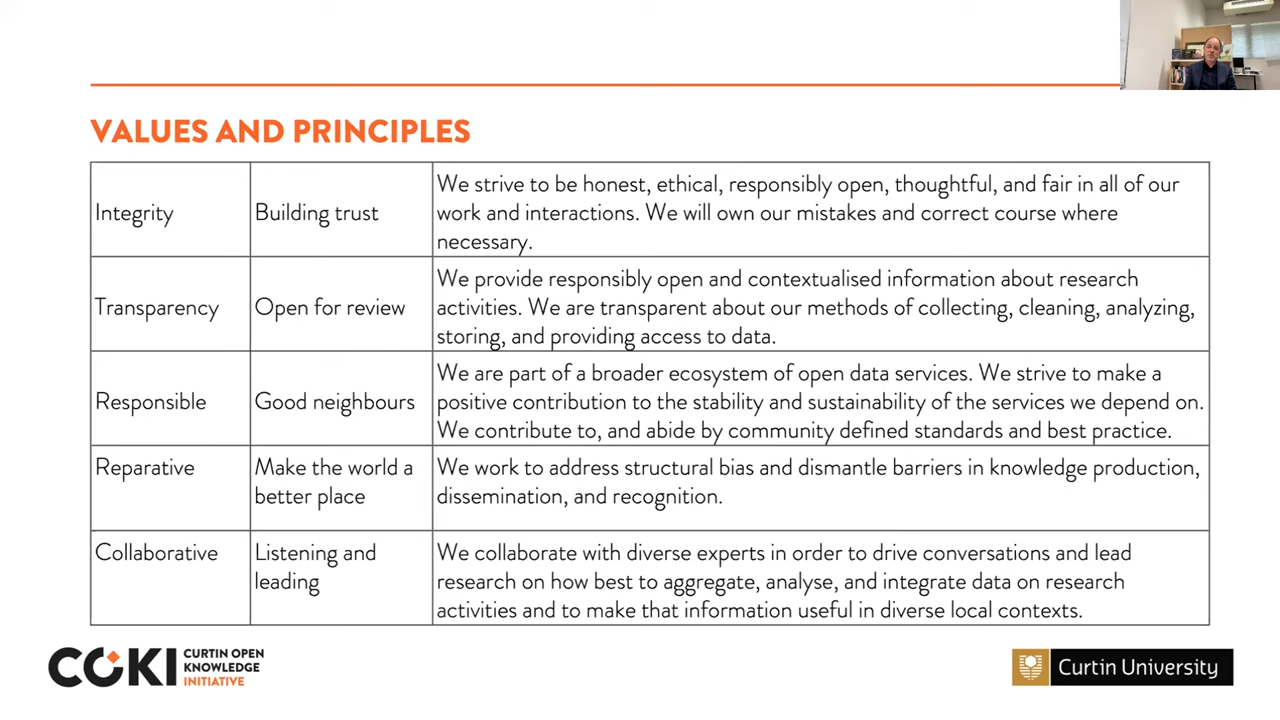 VALUES AND PRINCIPLES
Integrity
Building trust
We strive to be honest, ethical, responsibly open, thoughtful, and fair in all of our
work and interactions. We will own our mistakes and correct course where
necessary.
Transparency
Open for review
We provide responsibly open and contextualised information about research
activities. We are transparent about our methods of collecting, cleaning, analyzing,
storing, and providing access to data.
Responsible
Good neighbours
We are part of a broader ecosystem of open data services. We strive to make a
positive contribution to the stability and sustainability of the services we depend on.
We contribute to, and abide by community defined standards and best practice.
Reparative
Make the world a
better place
We work to address structural bias and dismantle barriers in knowledge production,
dissemination, and recognition.
Collaborative
Listening and
leading
We collaborate with diverse experts in order to drive conversations and lead
research on how best to aggregate, analyse, and integrate data on research
activities and to make that information useful in diverse local contexts.
COKI
CURTIN OPEN
KNOWLEDGE
INITIATIVE
Curtin University